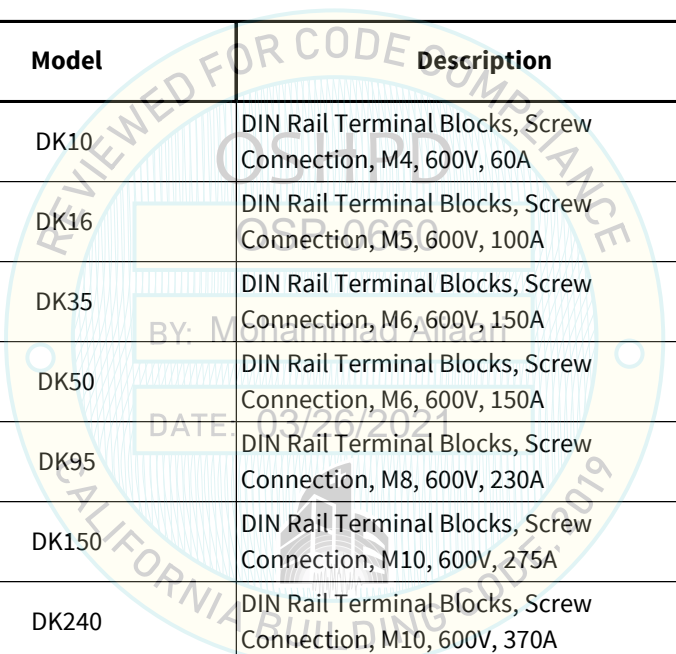 Model Description
DK10 DIN Rail Terminal Blocks, Screw
Connection, M4, 600V, 60A
DK16 DIN Rail Terminal Blocks, Screw
Connection, M5, 600V, 100A
DK35 DIN Rail Terminal Blocks, Screw
Connection, M6, 600V, 150A
DK50 DIN Rail Terminal Blocks, Screw
Connection, M6, 600V, 150A
DK95 DIN Rail Terminal Blocks, Screw
Connection, M8, 600V, 230A
DK150 DIN Rail Terminal Blocks, Screw
Connection, M10, 600V, 275A
DK240 DIN Rail Terminal Blocks, Screw
Connection, M10, 600V, 370A
REVIEWED FOR CODE COMPLIANCE
OSHPD
OSP-0660
BY: Mohammad Aliaari
DATE: 03/26/2021
CALIFORNIA BUILDING CODE, 2019